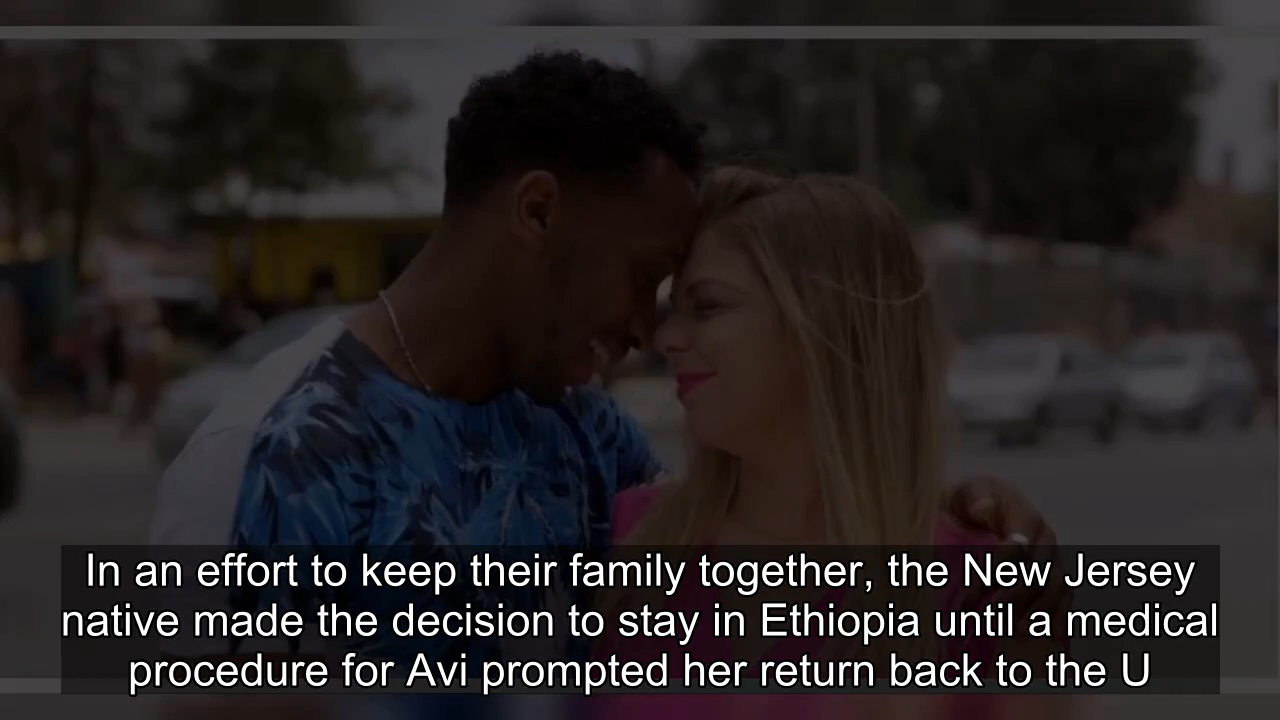 In an effort to keep their family together, the New Jersey
native made the decision to stay in Ethiopia until a medical
procedure for Avi prompted her return back to the U